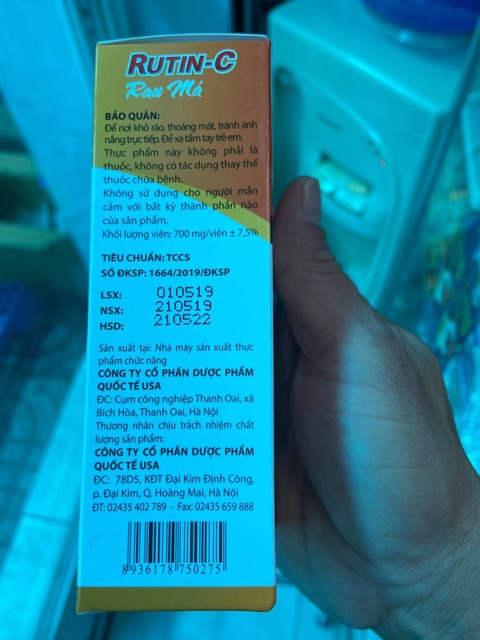 RUTIN-C
Rau Má
BẢO QUẢN:
Để nơi khô ráo, thoáng mát, tránh ánh
nắng trực tiếp. Để xa tầm tay trẻ em.
Thực phẩm này không phải là
thuốc, không có tác dụng thay thế
thuốc chữa bệnh.
Không sử dụng cho người mẫn
cảm với bất kỳ thành phần nào
của sản phẩm.
Khối lượng viên: 700 mg/viên ± 7,5%
TIÊU CHUẨN: TCCS
SỐ ĐKSP: 1664/2019/ĐKSP
LSX: 010519
NSX: 210519
HSD: 210522
Sản xuất tại: Nhà máy sản xuất thực
phẩm chức năng
CÔNG TY CỔ PHẦN DƯỢC PHẨM
QUỐC TẾ USA
ĐC: Cụm công nghiệp Thanh Oai, xã
Bích Hòa, Thanh Oai, Hà Nội
Thương nhân chịu trách nhiệm chất
lượng sản phẩm:
CÔNG TY CỔ PHẦN DƯỢC PHẨM
QUỐC TẾ USA
ĐC: 78D5, KĐT Đại Kim Định Công,
p. Đại Kim, Q. Hoàng Mai, Hà Nội
ĐT: 02435 402 789 - Fax: 02435 659 888
8936178750275